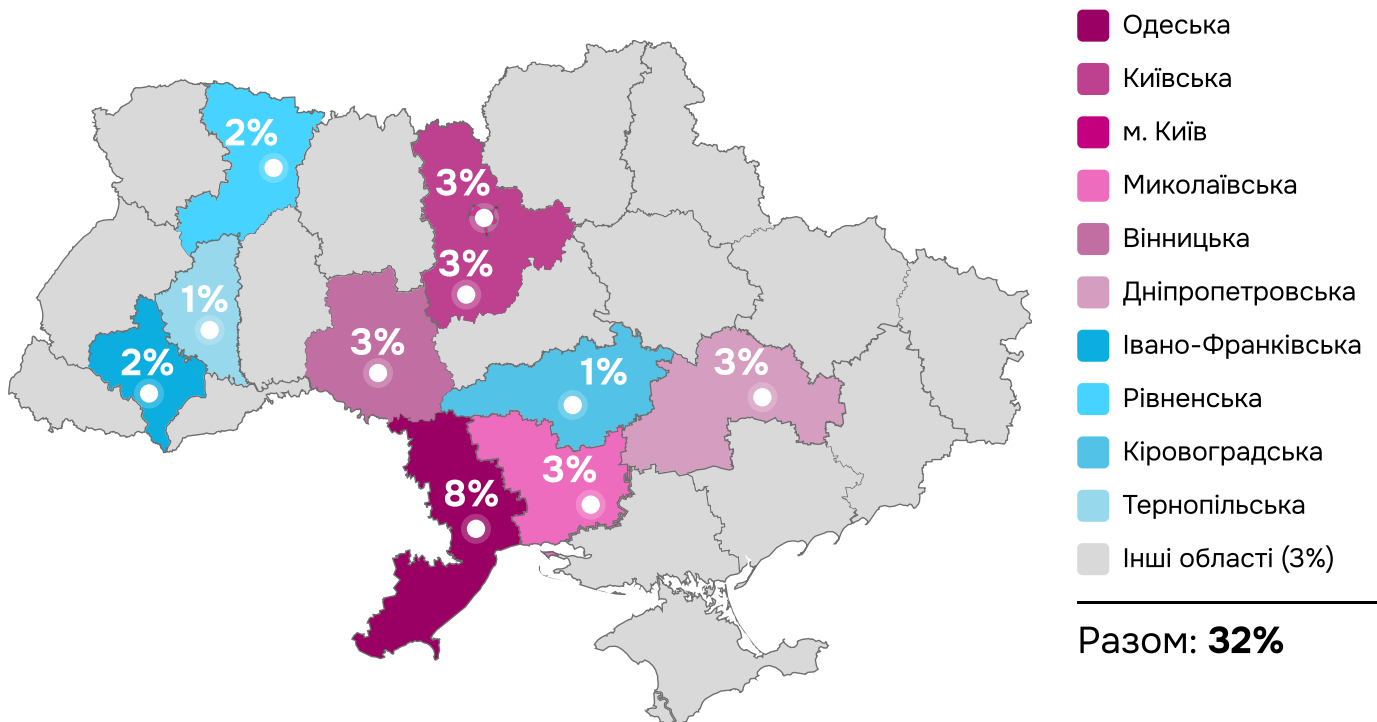 2%
3%
3%
1%
2%
3%
1%
3%
3%
8%
Одеська
Київська
м. Київ
Миколаївська
Вінницька
Дніпропетровська
Івано-Франківська
Рівненська
Кіровоградська
Тернопільська
Інші області (3%)
Разом: 32%